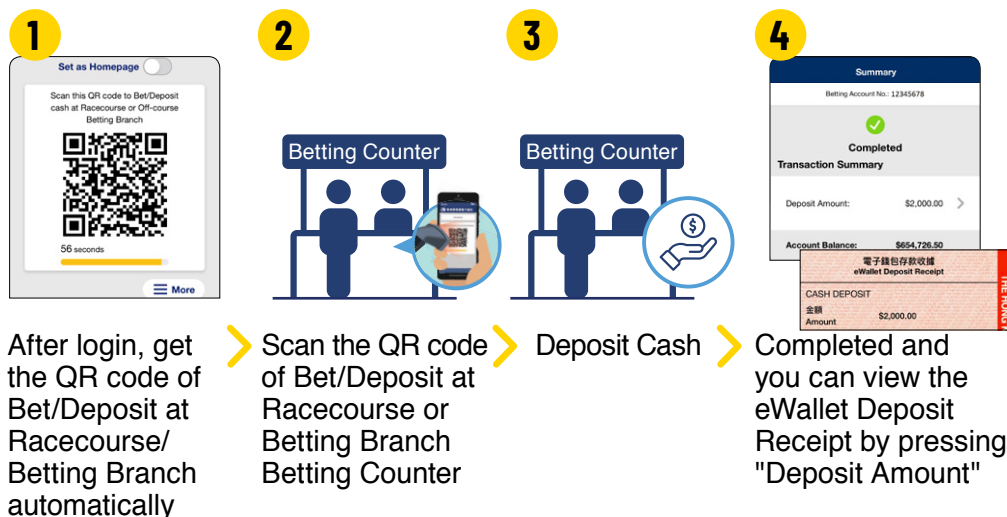 1
Set as Homepage
Scan this QR code to Bet/Deposit
cash at Racecourse or Off-course
Betting Branch
56 seconds
More
After login, get
the QR code of
Bet/Deposit at
Racecourse/
Betting Branch
automatically
2
Betting Counter
Scan the QR code
of Bet/Deposit at
Racecourse or
Betting Branch
Betting Counter
3
Betting Counter
$
Deposit Cash
4
Summary
Betting Account No.: 12345678
Completed
Transaction Summary
Deposit Amount: $2,000.00
Account Balance: $654,726.50
電子錢包存款收據
eWallet Deposit Receipt
CASH DEPOSIT
金額
Amount $2,000.00
THE HONG
Completed and
you can view the
eWallet Deposit
Receipt by pressing
"Deposit Amount"